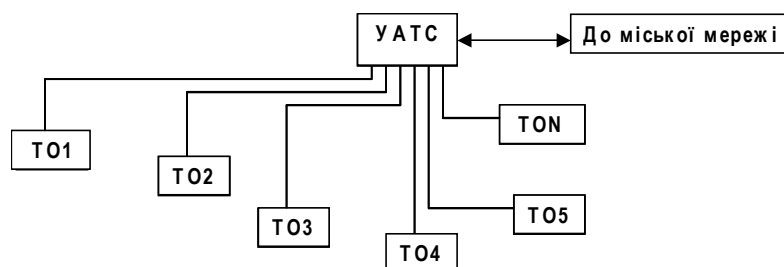 УАТС
До міської мережі
ТО1
ТО2
ТО3
ТО4
ТО5
ТОN